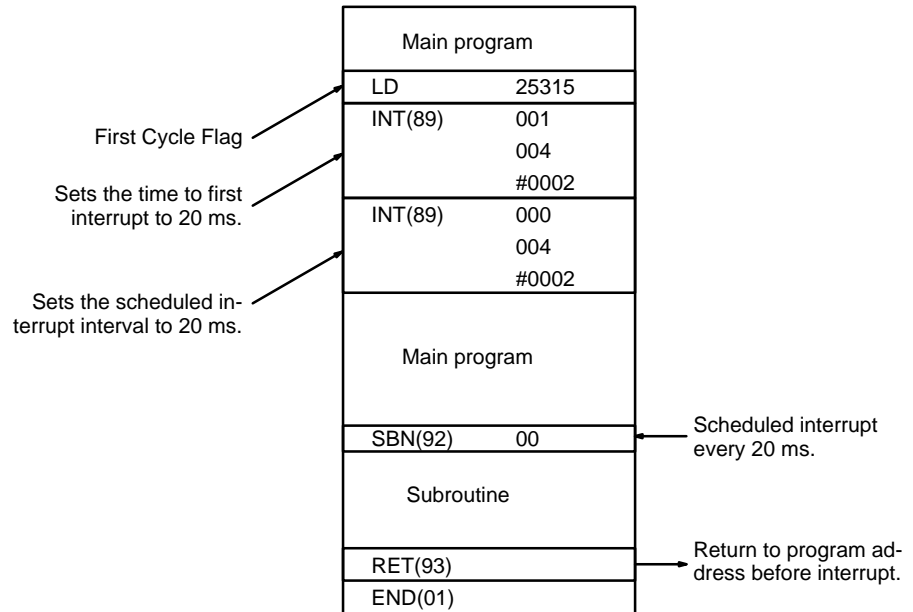 Main program
LD 25315
First Cycle Flag
INT(89) 001
004
#0002
Sets the time to first
interrupt to 20 ms.
INT(89) 000
004
#0002
Sets the scheduled in-
terrupt interval to 20 ms.
Main program
SBN(92) 00
Scheduled interrupt
every 20 ms.
Subroutine
RET(93)
Return to program ad-
dress before interrupt.
END(01)